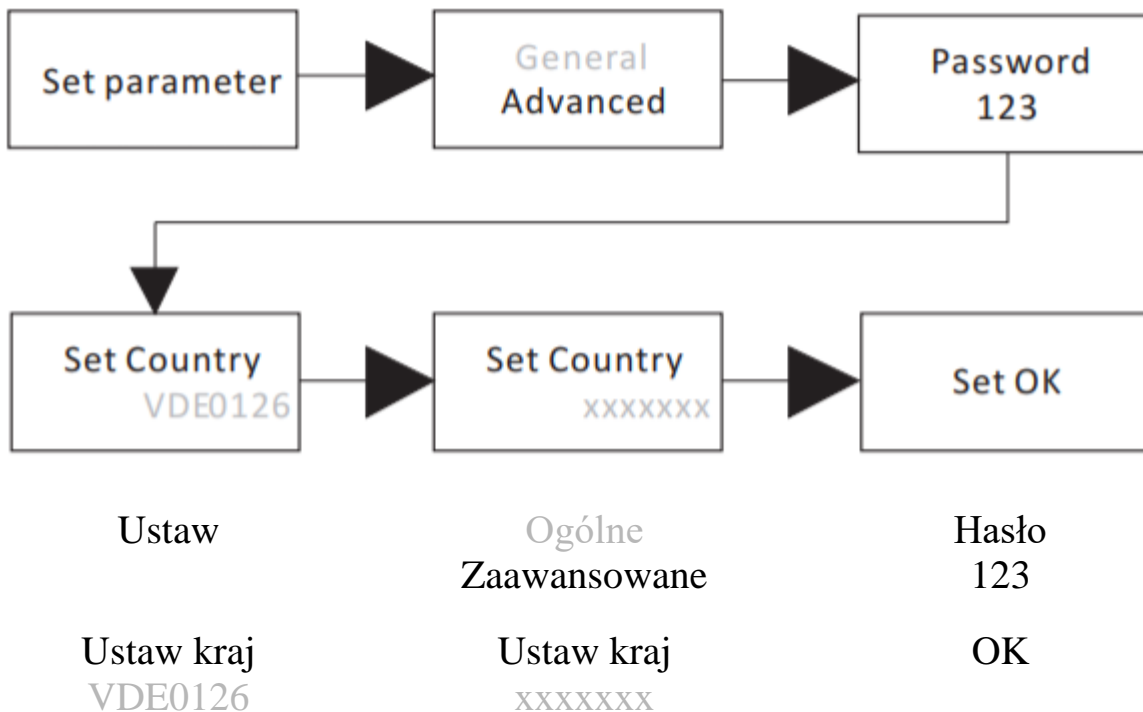 Set parameter
General
Advanced
Password
123
Set Country
VDE0126
Set Country
xxxxxxx
Set OK
Ustaw
Ogólne
Zaawansowane
Hasło
123
Ustaw kraj
VDE0126
Ustaw kraj
xxxxxxx
OK